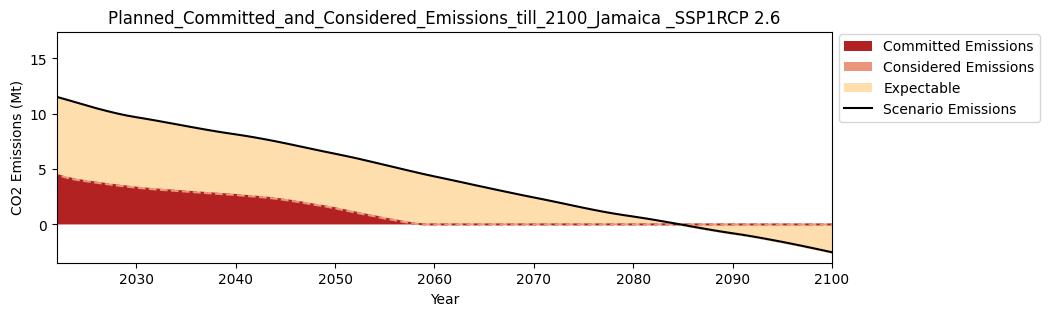 Planned_Committed_and_Considered_Emissions_till_2100_Jamaica _SSP1RCP 2.6
Committed Emissions
Considered Emissions
Expectable
Scenario Emissions
CO2 Emissions (Mt)
15
10
5
0
2030 2040 2050 2060 2070 2080 2090 2100
Year